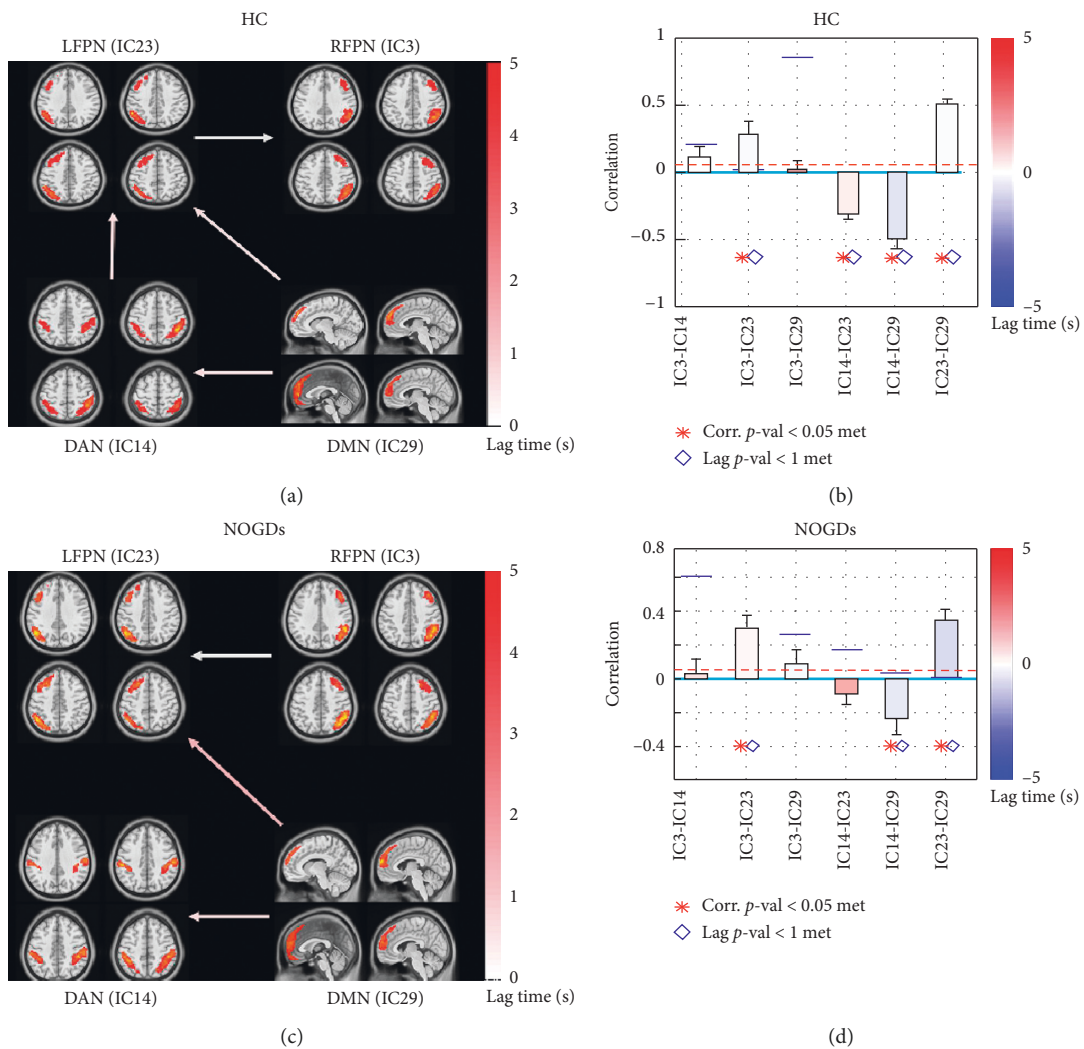 HC
LFPN (IC23)
RFPN (IC3)
5
4
3
2
1
0
DAN (IC14)
DMN (IC29)
Lag time (s)
(a)
HC
1
0.5
0
−0.5
−1
Correlation
IC3-IC14
IC3-IC23
IC3-IC29
IC14-IC23
IC14-IC29
IC23-IC29
5
0
−5
Lag time (s)
Corr. p-val < 0.05 met
Lag p-val < 1 met
(b)
NOGDs
LFPN (IC23)
RFPN (IC3)
5
4
3
2
1
0
DAN (IC14)
DMN (IC29)
Lag time (s)
(c)
NOGDs
0.8
0.4
0
−0.4
Correlation
IC3-IC14
IC3-IC23
IC3-IC29
IC14-IC23
IC14-IC29
IC23-IC29
5
0
−5
Lag time (s)
Corr. p-val < 0.05 met
Lag p-val < 1 met
(d)